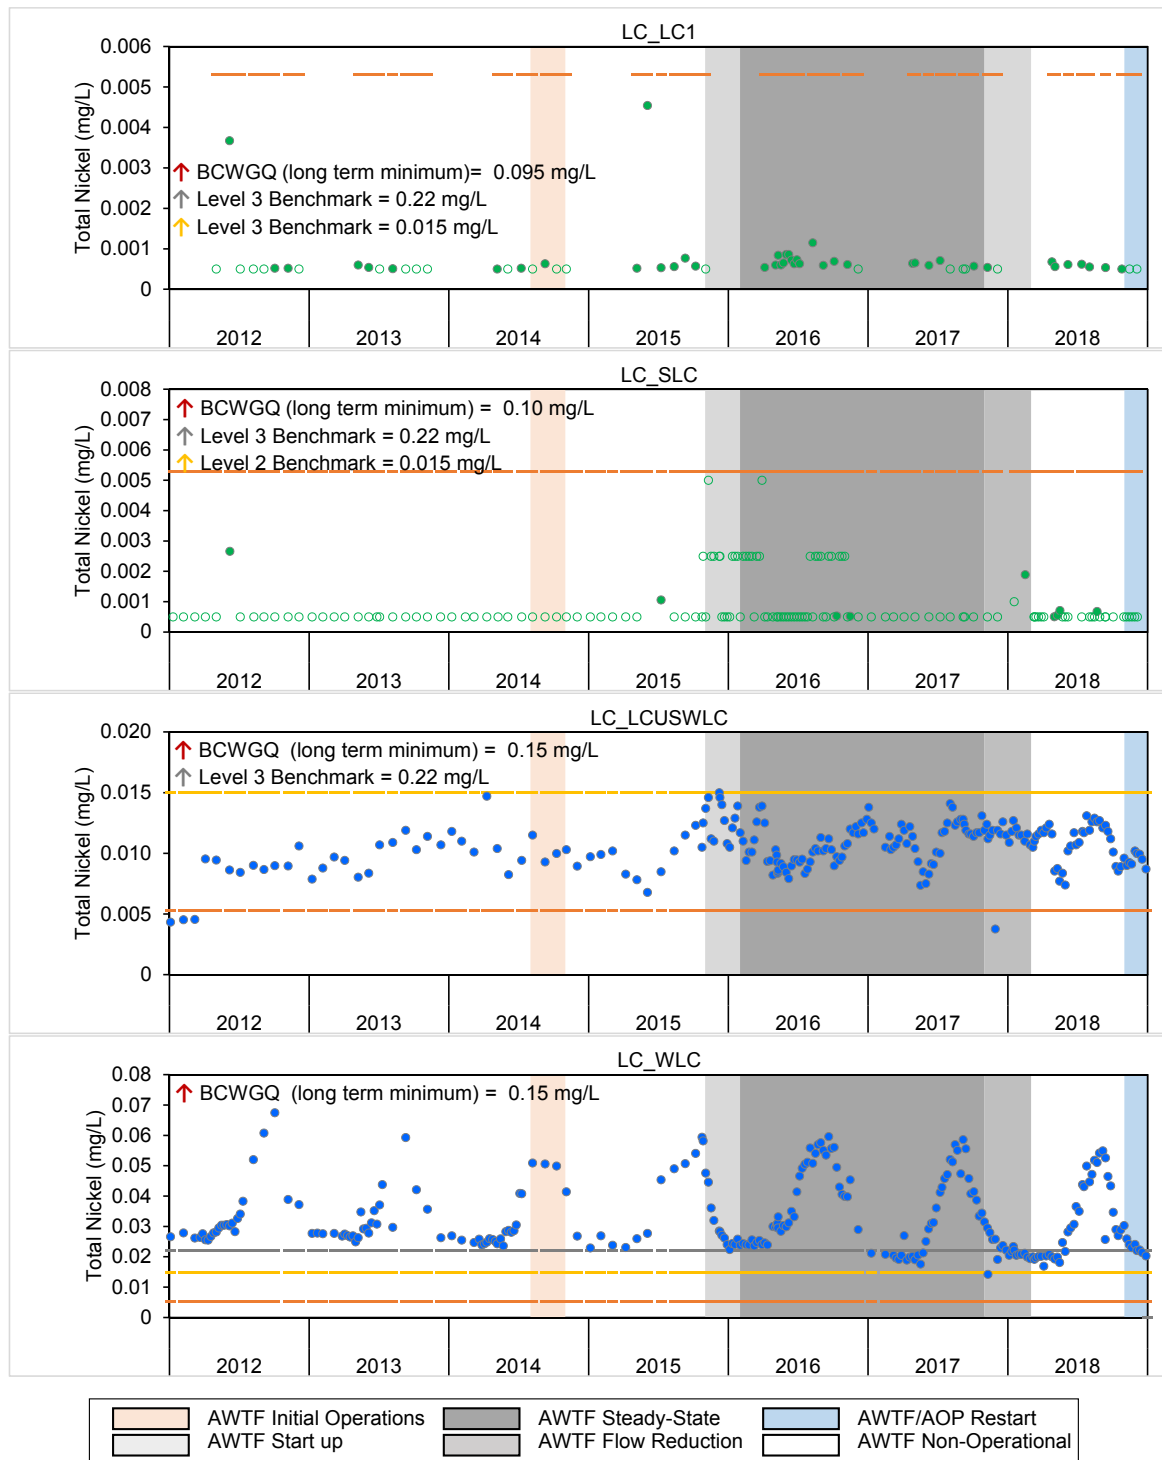 LC_LC1
Total Nickel (mg/L)
0.006
0.005
0.004
0.003
0.002
0.001
0
↑ BCWGQ (long term minimum)= 0.095 mg/L
↑ Level 3 Benchmark = 0.22 mg/L
↑ Level 3 Benchmark = 0.015 mg/L
2012 2013 2014 2015 2016 2017 2018
LC_SLC
Total Nickel (mg/L)
0.008
0.007
0.006
0.005
0.004
0.003
0.002
0.001
0
↑ BCWGQ (long term minimum) = 0.10 mg/L
↑ Level 3 Benchmark = 0.22 mg/L
↑ Level 2 Benchmark = 0.015 mg/L
2012 2013 2014 2015 2016 2017 2018
LC_LCUSWLC
Total Nickel (mg/L)
0.020
0.015
0.010
0.005
0
↑ BCWGQ (long term minimum) = 0.15 mg/L
↑ Level 3 Benchmark = 0.22 mg/L
2012 2013 2014 2015 2016 2017 2018
LC_WLC
Total Nickel (mg/L)
0.08
0.07
0.06
0.05
0.04
0.03
0.02
0.01
0
↑ BCWGQ (long term minimum) = 0.15 mg/L
2012 2013 2014 2015 2016 2017 2018
AWTF Initial Operations AWTF Steady-State AWTF/AOP Restart
AWTF Start up AWTF Flow Reduction AWTF Non-Operational